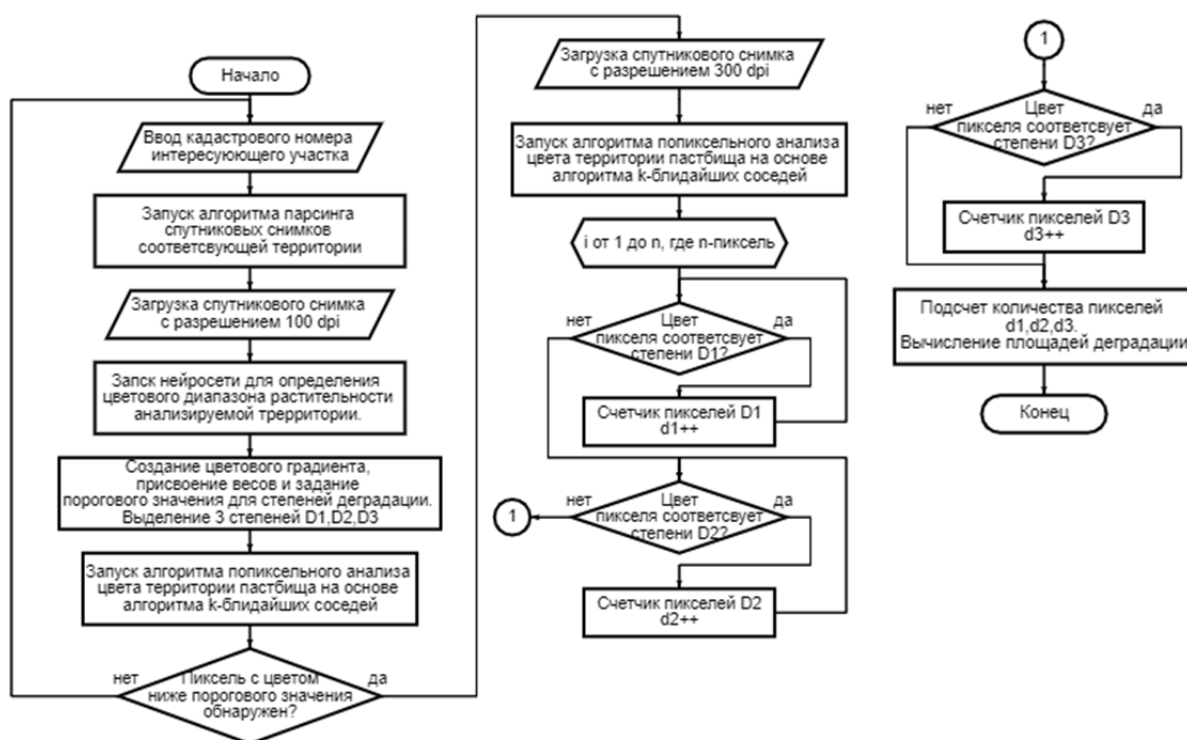 Начало
Ввод кадастрового номера
интересуюющего участка
Запуск алгоритма парсинга
спутниковых снимков
соответсвующей территории
Загрузка спутникового снимка
с разрешением 100 dpi
Запск нейросети для определения
цветового диапазона растительности
анализируемой трерритории.
Создание цветового градиента,
присвоение весов и задание
порогового значения для степеней деградации.
Выделение 3 степеней D1,D2,D3
Запуск алгоритма попиксельного анализа
цвета территории пастбища на основе
алгоритма k-блидайших соседей
нет
Пиксель с цветом
ниже порогового значения
обнаружен?
да
Загрузка спутникового снимка
с разрешением 300 dpi
Запуск алгоритма попиксельного анализа
цвета территории пастбища на основе
алгоритма k-блидайших соседей
i от 1 до n, где n-пиксель
нет
Цвет
пикселя соответсвует
степени D1?
да
Счетчик пикселей D1
d1++
нет
Цвет
пикселя соответсвует
степени D2?
да
1
Счетчик пикселей D2
d2++
1
нет
Цвет
пикселя соответсвует
степени D3?
да
Счетчик пикселей D3
d3++
Подсчет количества пикселей
d1,d2,d3.
Вычисление площадей деградации
Конец